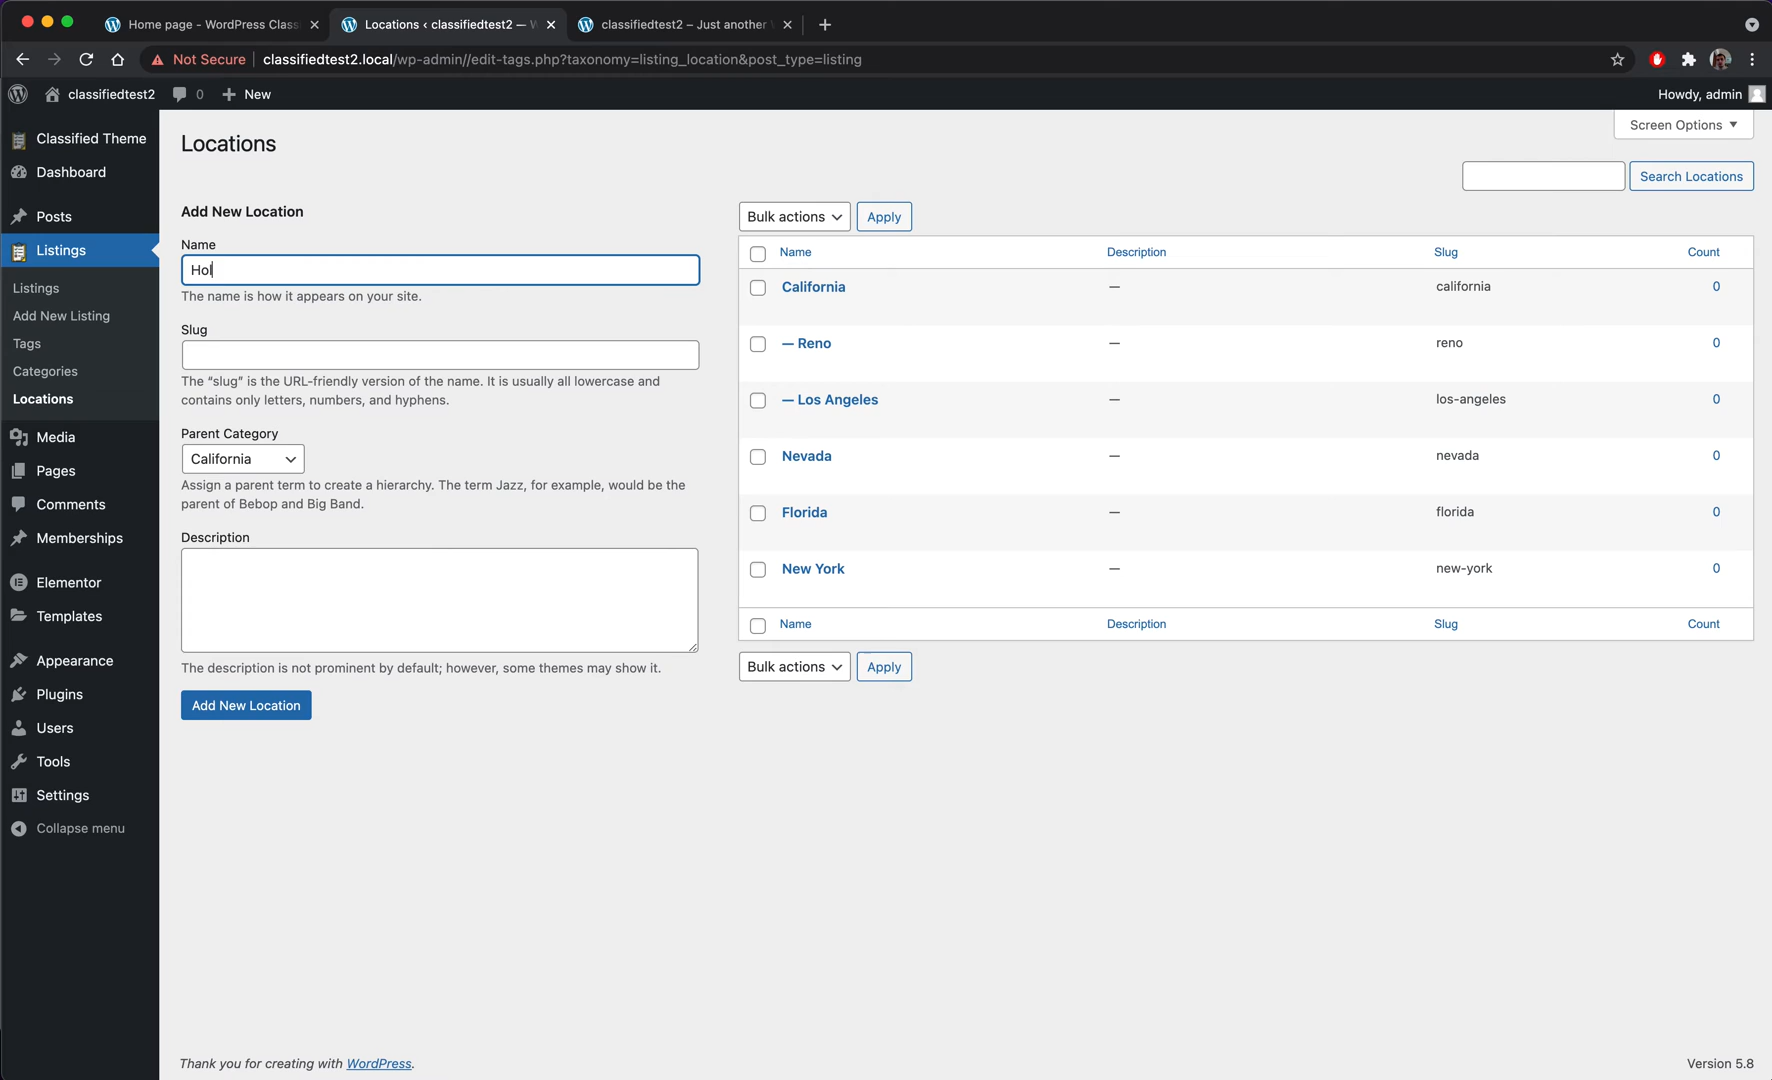 Home page - WordPress Class
Locations ‹ classifiedtest2 — W
classifiedtest2 – Just another
Not Secure
classifiedtest2.local/wp-admin//edit-tags.php?taxonomy=listing_location&post_type=listing
classifiedtest2
0
New
Howdy, admin
Classified Theme
Dashboard
Posts
Listings
Listings
Add New Listing
Tags
Categories
Locations
Media
Pages
Comments
Memberships
Elementor
Templates
Appearance
Plugins
Users
Tools
Settings
Collapse menu
Locations
Screen Options
Search Locations
Add New Location
Name
Hol
The name is how it appears on your site.
Slug
The “slug” is the URL-friendly version of the name. It is usually all lowercase and
contains only letters, numbers, and hyphens.
Parent Category
California
Assign a parent term to create a hierarchy. The term Jazz, for example, would be the
parent of Bebop and Big Band.
Description
The description is not prominent by default; however, some themes may show it.
Add New Location
Bulk actions
Apply
Name Description Slug Count
California — california 0
— Reno — reno 0
— Los Angeles — los-angeles 0
Nevada — nevada 0
Florida — florida 0
New York — new-york 0
Name Description Slug Count
Bulk actions
Apply
Thank you for creating with WordPress.
Version 5.8